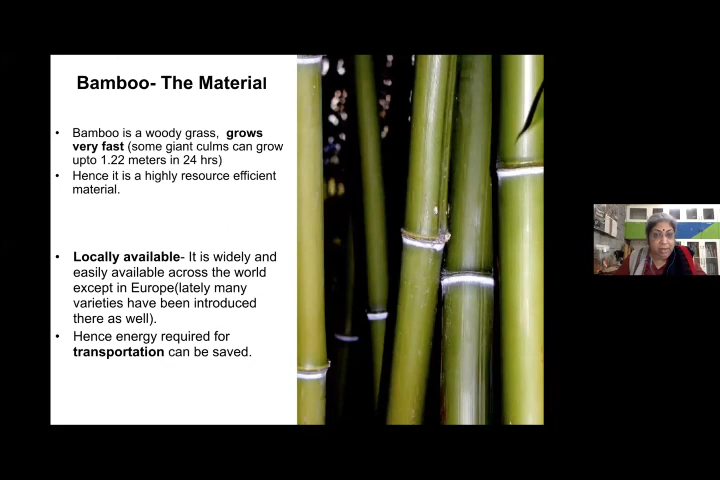 Bamboo- The Material
• Bamboo is a woody grass, grows
very fast (some giant culms can grow
upto 1.22 meters in 24 hrs)
• Hence it is a highly resource efficient
material.
• Locally available- It is widely and
easily available across the world
except in Europe(lately many
varieties have been introduced
there as well).
• Hence energy required for
transportation can be saved.